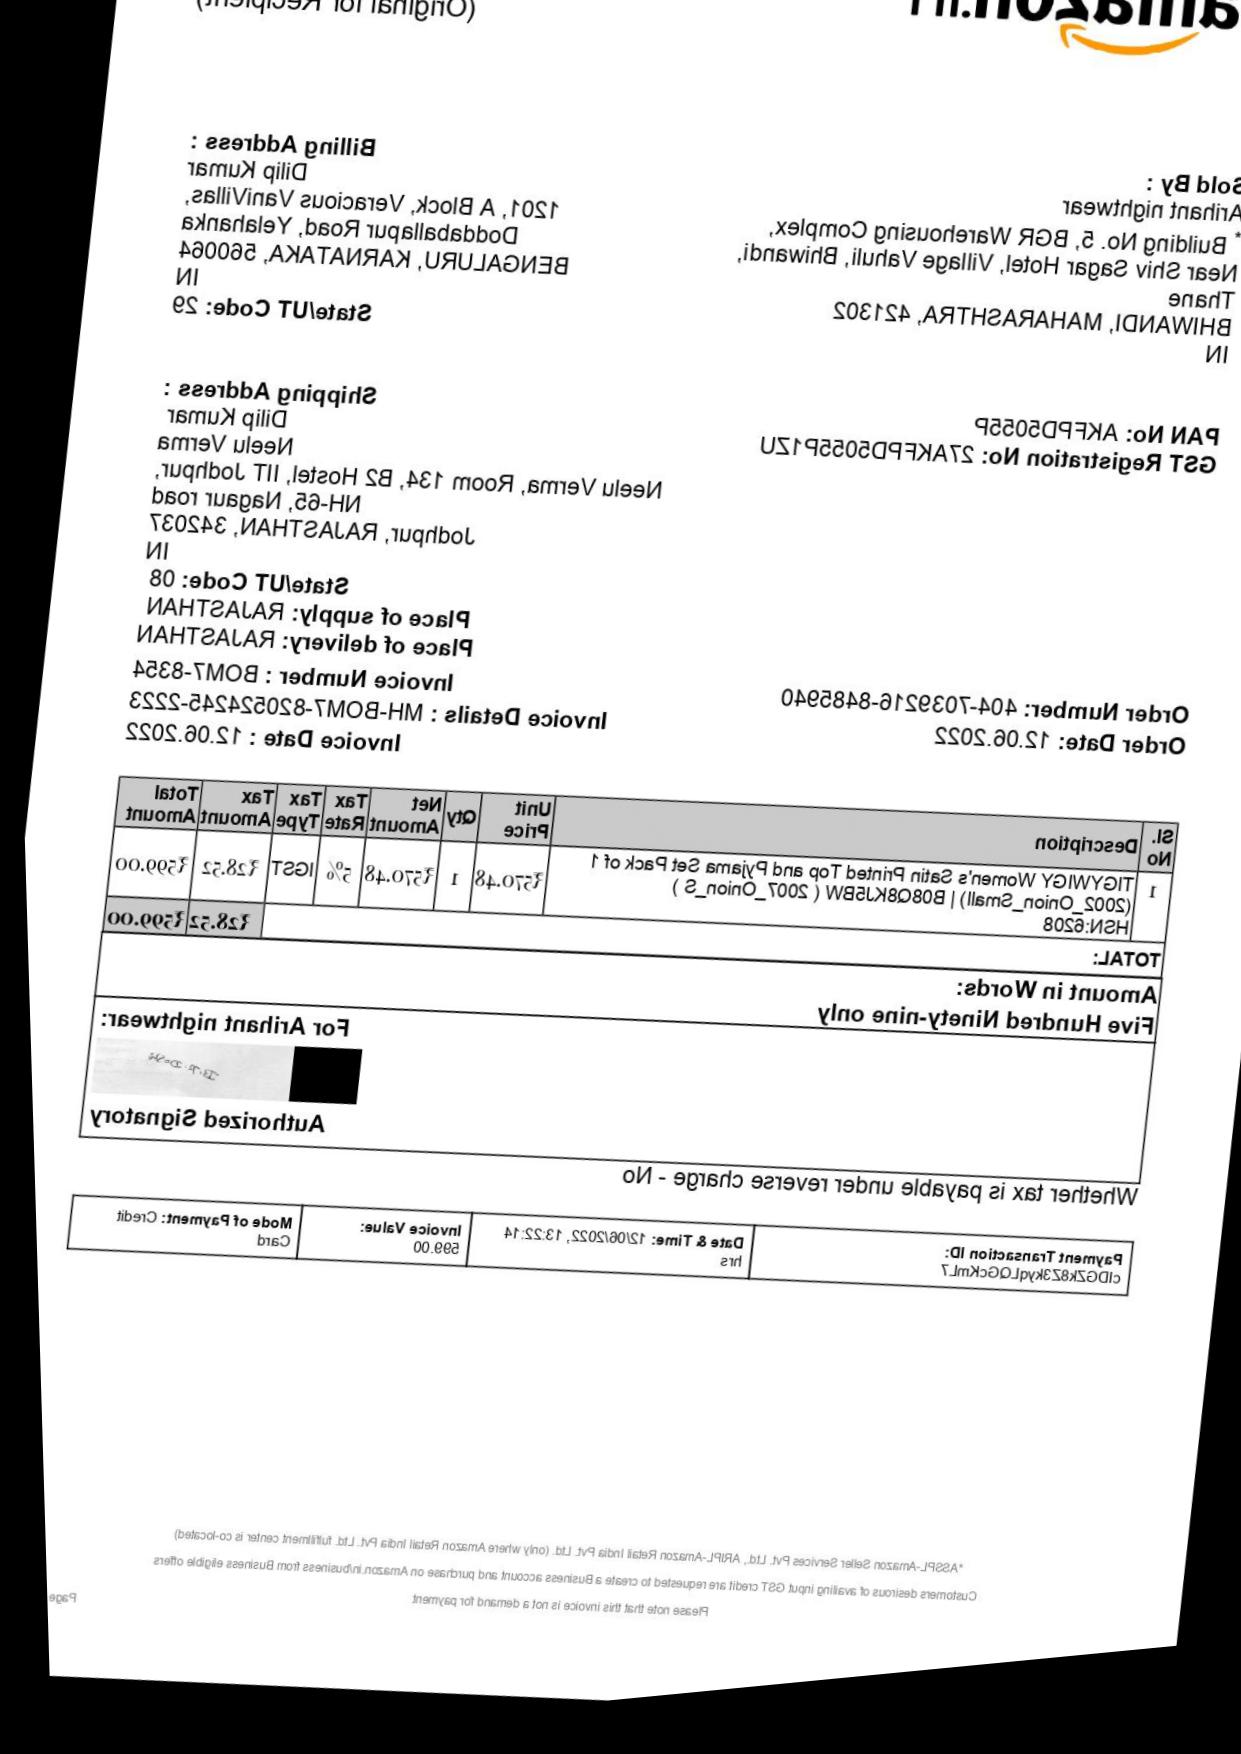 amazon.in
(Original for Recipient)
Sold By :
Arihant nightwear
* Building No. 5, BGR Warehousing Complex,
Near Shiv Sagar Hotel, Village Vahuli, Bhiwandi,
Thane
BHIWANDI, MAHARASHTRA, 421302
IN
PAN No: AKFPD5055P
GST Registration No: 27AKFPD5055P1ZU
Order Number: 404-7039216-8485940
Order Date: 12.06.2022
Billing Address :
Dilip Kumar
1201, A Block, Veracious VaniVillas,
Doddaballapur Road, Yelahanka
BENGALURU, KARNATAKA, 560064
IN
State/UT Code: 29
Shipping Address :
Dilip Kumar
Neelu Verma
Neelu Verma, Room 134, B2 Hostel, IIT Jodhpur,
NH-65, Nagaur road
Jodhpur, RAJASTHAN, 342037
IN
State/UT Code: 08
Place of supply: RAJASTHAN
Place of delivery: RAJASTHAN
Invoice Number : BOM7-8354
Invoice Details : MH-BOM7-820524245-2223
Invoice Date : 12.06.2022
Sl. No Description Unit Price Qty Net Amount Tax Rate Tax Type Tax Amount Total Amount
1 TIGYWIGY Women's Satin Printed Top and Pyjama Set Pack of 1 ₹570.48 1 ₹570.48 5% IGST ₹28.52 ₹599.00
(2002_Onion_Small) | B08Q8KJ5BW ( 2007_Onion_S )
HSN:6208
TOTAL: ₹28.52 ₹599.00
Amount in Words:
Five Hundred Ninety-nine only
For Arihant nightwear:
Authorized Signatory
Whether tax is payable under reverse charge - No
Payment Transaction ID: Date & Time: 12/06/2022, 13:22:14 Invoice Value: Mode of Payment: Credit
cIDGZk8Z3kypLQGcKmL7 hrs 599.00 Card
*ASSPL-Amazon Seller Services Pvt. Ltd., ARIPL-Amazon Retail India Pvt. Ltd. (only where Amazon Retail India Pvt. Ltd. fulfillment center is co-located)
Customers desirous of availing input GST credit are requested to create a Business account and purchase on Amazon.in/business from Business eligible offers
Please note that this invoice is not a demand for payment
Page